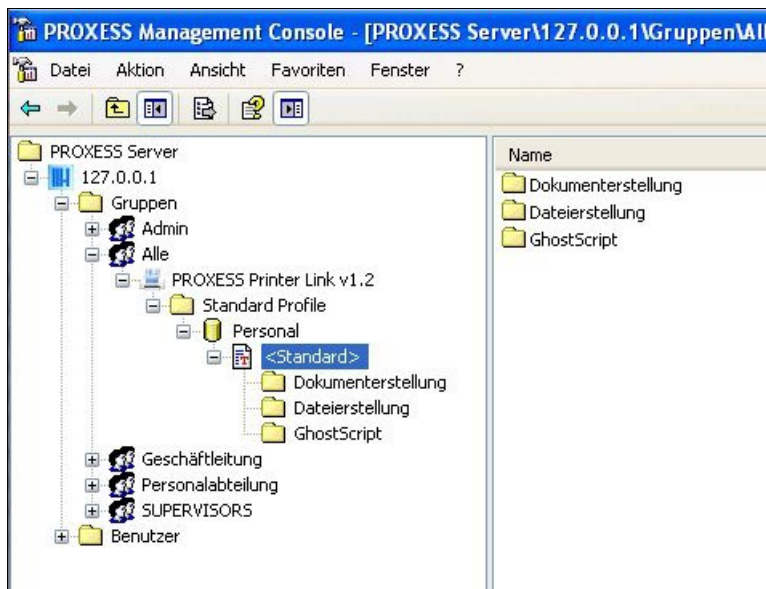 PROXESS Management Console - [PROXESS Server\127.0.0.1\Gruppen\All
Datei Aktion Ansicht Favoriten Fenster ?
PROXESS Server
127.0.0.1
Gruppen
Admin
Alle
PROXESS Printer Link v1.2
Standard Profile
Personal
<Standard>
Dokumenterstellung
Dateierstellung
GhostScript
Geschäftleitung
Personalabteilung
SUPERVISORS
Benutzer
Name
Dokumenterstellung
Dateierstellung
GhostScript